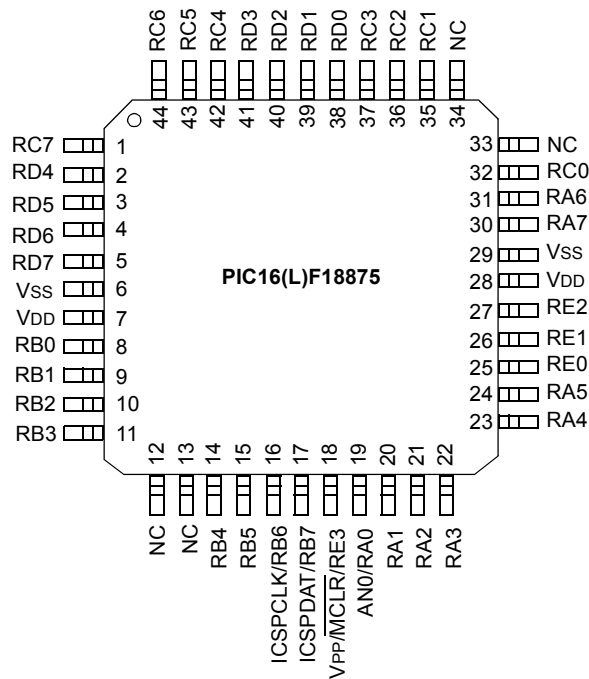 RC6 RC5 RC4 RD3 RD2 RD1 RD0 RC3 RC2 RC1 NC
44 43 42 41 40 39 38 37 36 35 34
RC7 1
RD4 2
RD5 3
RD6 4
RD7 5
VSS 6
VDD 7
RB0 8
RB1 9
RB2 10
RB3 11
PIC16(L)F18875
33 NC
32 RC0
31 RA6
30 RA7
29 VSS
28 VDD
27 RE2
26 RE1
25 RE0
24 RA5
23 RA4
12 13 14 15 16 17 18 19 20 21 22
NC NC RB4 RB5 ICSPCLK/RB6 ICSPDAT/RB7 VPP/MCLR/RE3 AN0/RA0 RA1 RA2 RA3